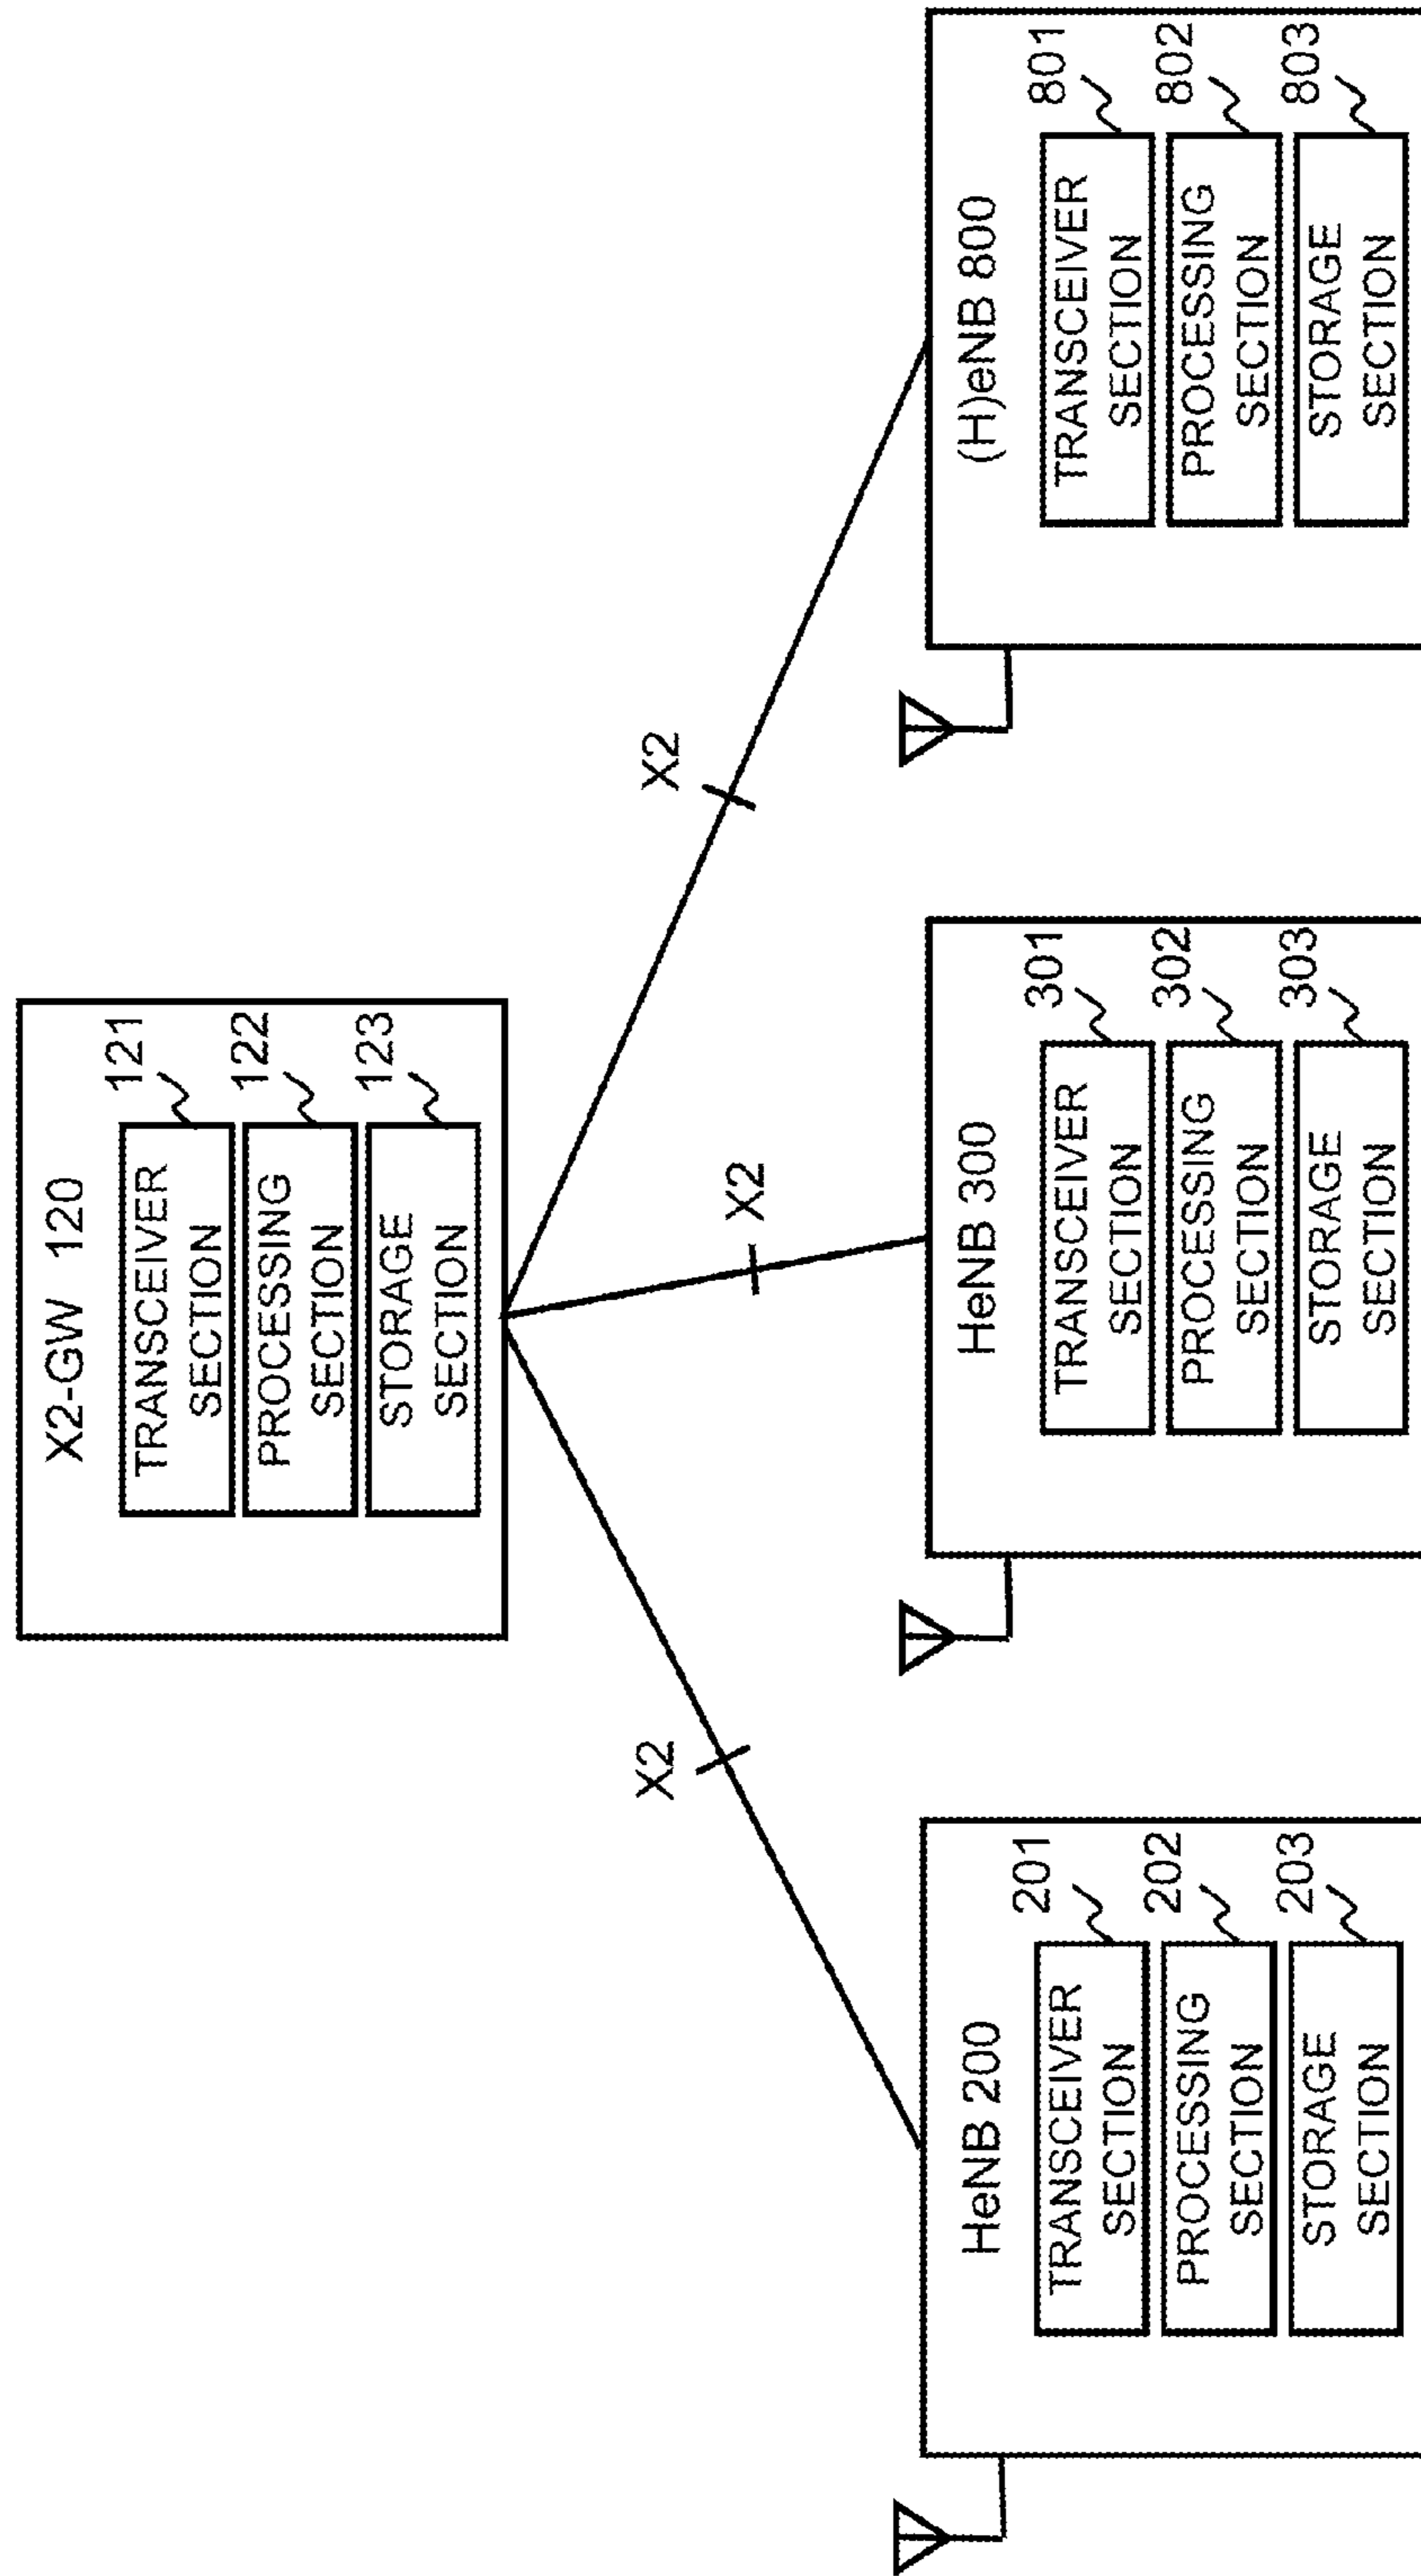 X2-GW 120
TRANSCEIVER
SECTION
121
PROCESSING
SECTION
122
STORAGE
SECTION
123
X2
X2
X2
HeNB 200
TRANSCEIVER
SECTION
201
PROCESSING
SECTION
202
STORAGE
SECTION
203
HeNB 300
TRANSCEIVER
SECTION
301
PROCESSING
SECTION
302
STORAGE
SECTION
303
(H)eNB 800
TRANSCEIVER
SECTION
801
PROCESSING
SECTION
802
STORAGE
SECTION
803